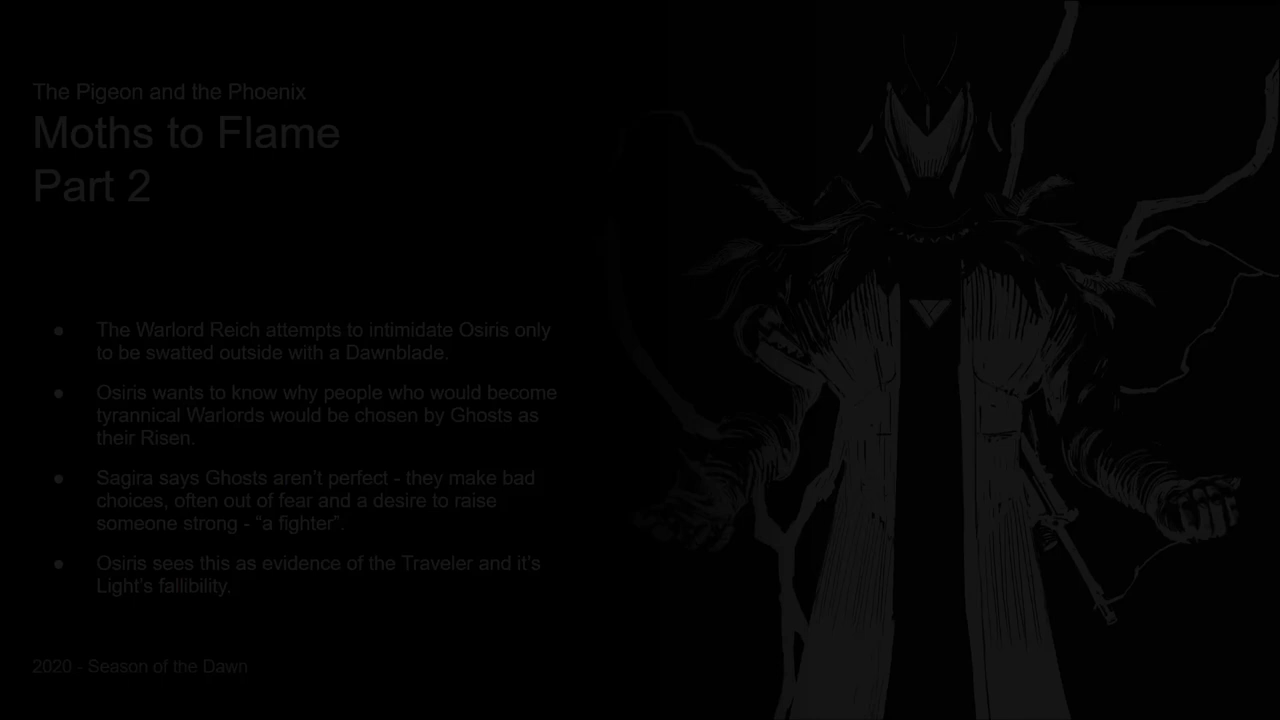 The Pigeon and the Phoenix
Moths to Flame
Part 2
● The Warlord Reich attempts to intimidate Osiris only
to be swatted outside with a Dawnblade.
● Osiris wants to know why people who would become
tyrannical Warlords would be chosen by Ghosts as
their Risen.
● Sagira says Ghosts aren’t perfect - they make bad
choices, often out of fear and a desire to raise
someone strong - “a fighter”.
● Osiris sees this as evidence of the Traveler and it’s
Light’s fallibility.
2020 - Season of the Dawn